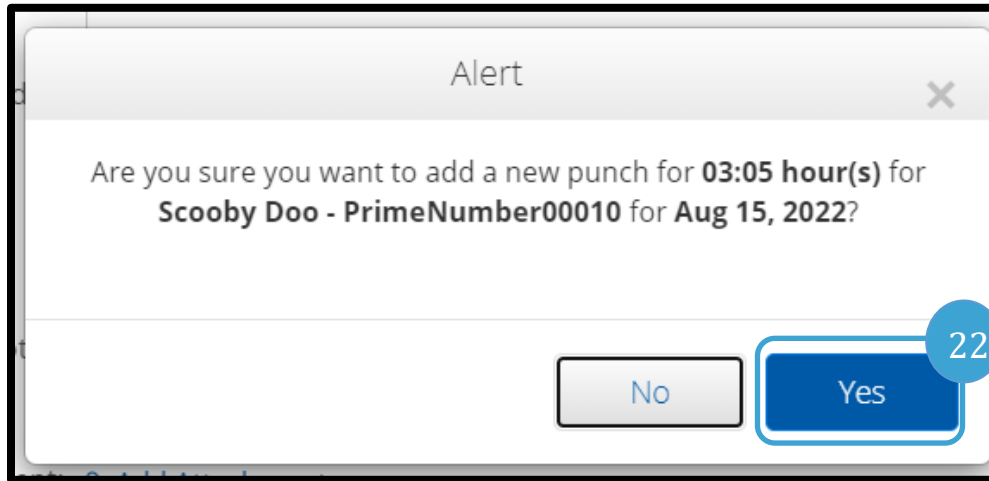 Alert
Are you sure you want to add a new punch for 03:05 hour(s) for
Scooby Doo - PrimeNumber00010 for Aug 15, 2022?
22
No
Yes